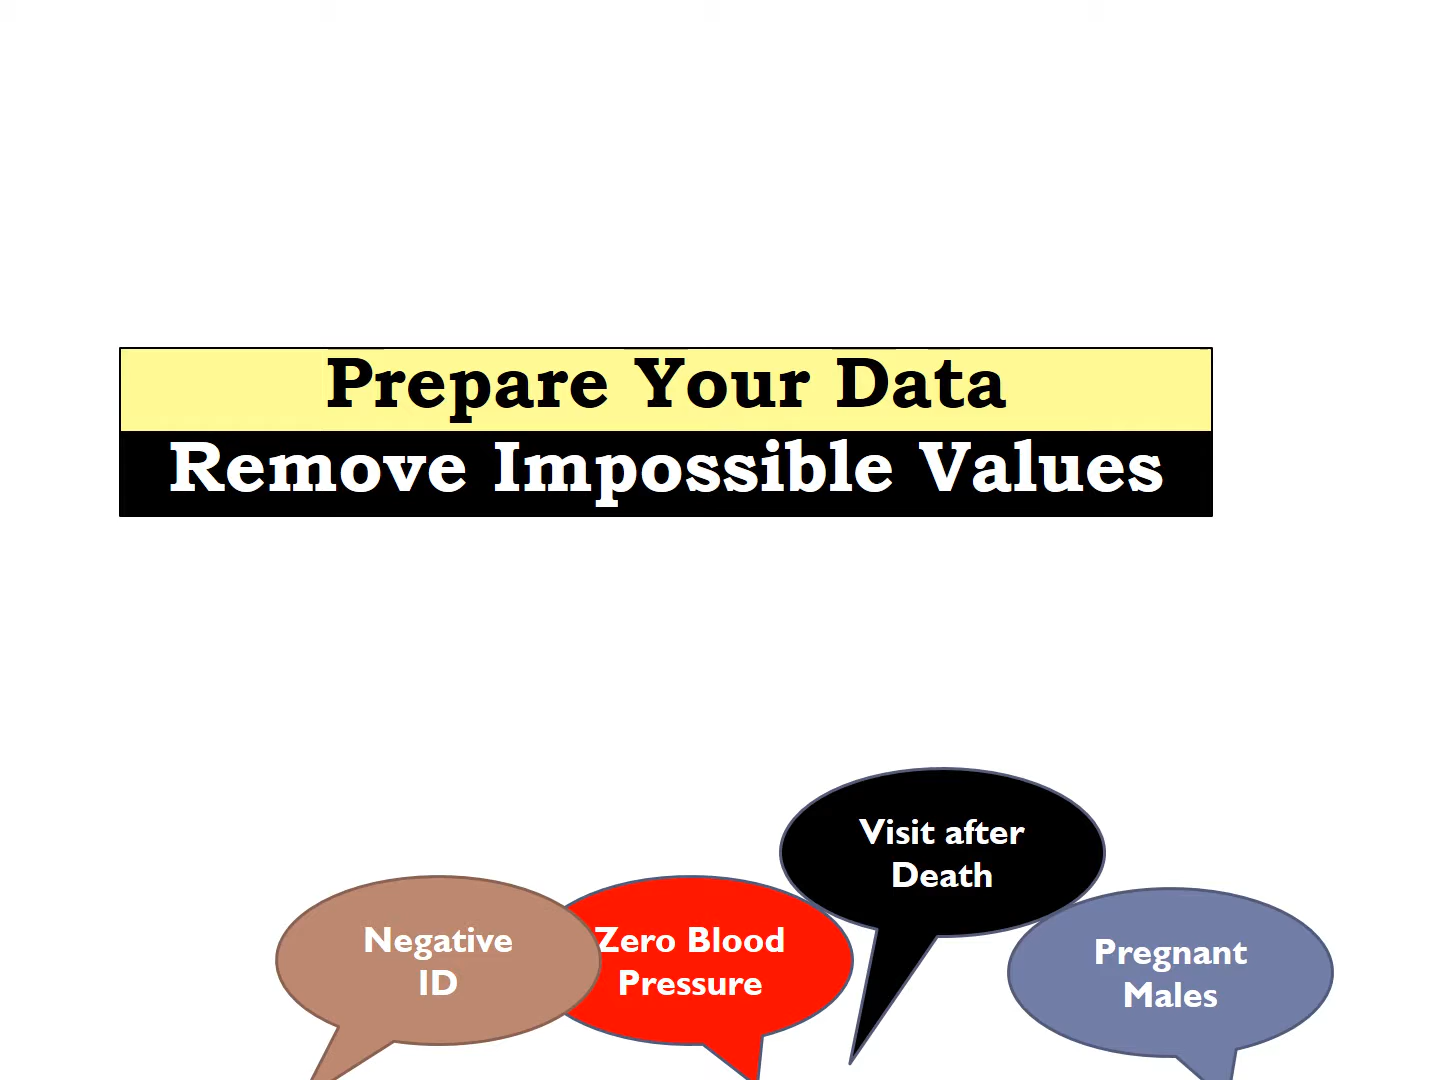 Prepare Your Data
Remove Impossible Values
Visit after
Death
Negative
ID
Zero Blood
Pressure
Pregnant
Males